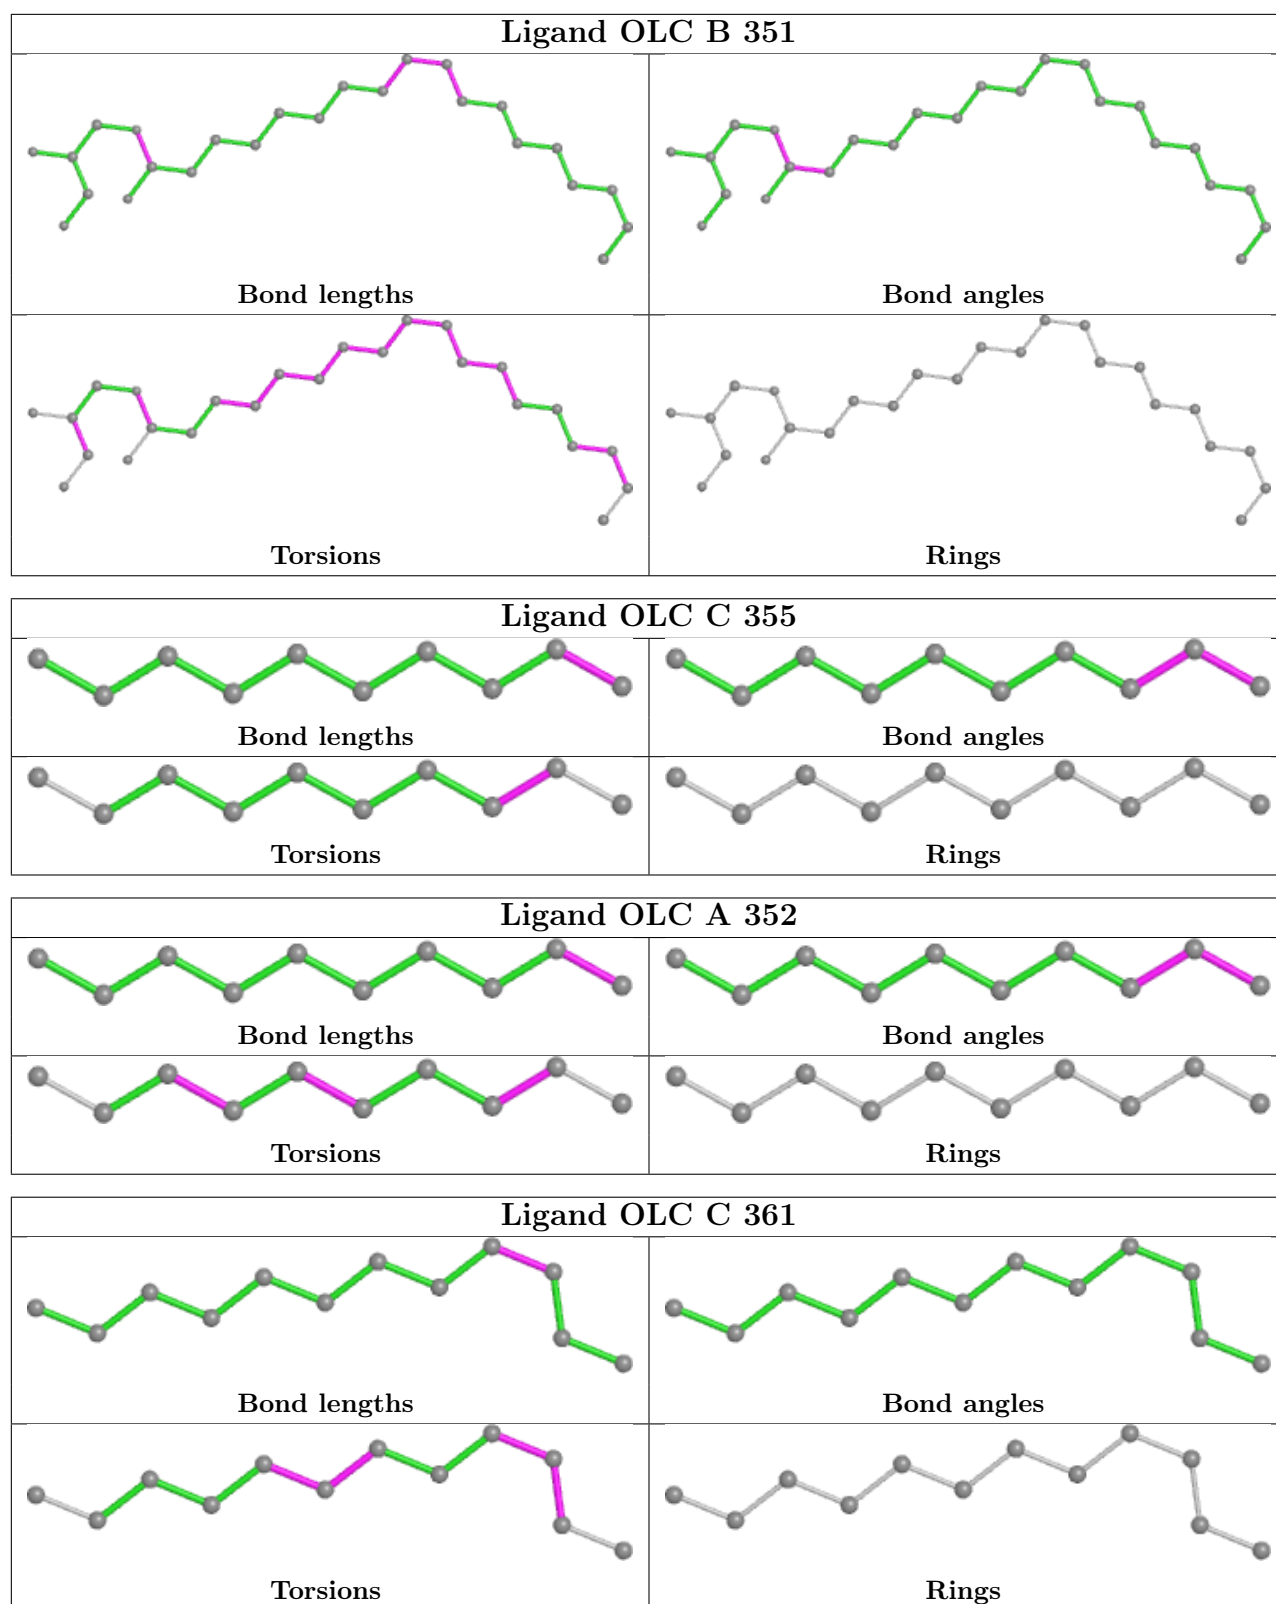 Ligand OLC B 351
Bond lengths Bond angles
Torsions Rings
Ligand OLC C 355
Bond lengths Bond angles
Torsions Rings
Ligand OLC A 352
Bond lengths Bond angles
Torsions Rings
Ligand OLC C 361
Bond lengths Bond angles
Torsions Rings